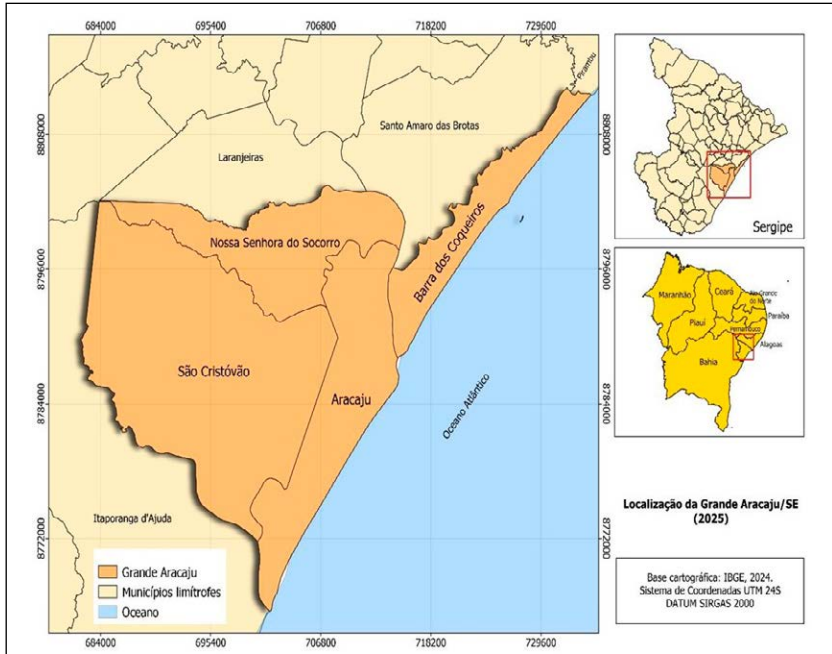 684000 695400 706800 718200 729600
8808000
8796000
8784000
8772000
Pirambu
Santo Amaro das Brotas
Laranjeiras
Nossa Senhora do Socorro
Barra dos Coqueiros
São Cristóvão
Aracaju
Oceano Atlântico
Itaporanga d'Ajuda
Grande Aracaju
Municípios limítrofes
Oceano
8808000
8796000
8784000
8772000
684000 695400 706800 718200 729600
Sergipe
Maranhão
Ceará
Rio Grande
do Norte
Paraíba
Piauí
Pernambuco
Alagoas
Bahia
Localização da Grande Aracaju/SE
(2025)
Base cartográfica: IBGE, 2024.
Sistema de Coordenadas UTM 24S
DATUM SIRGAS 2000